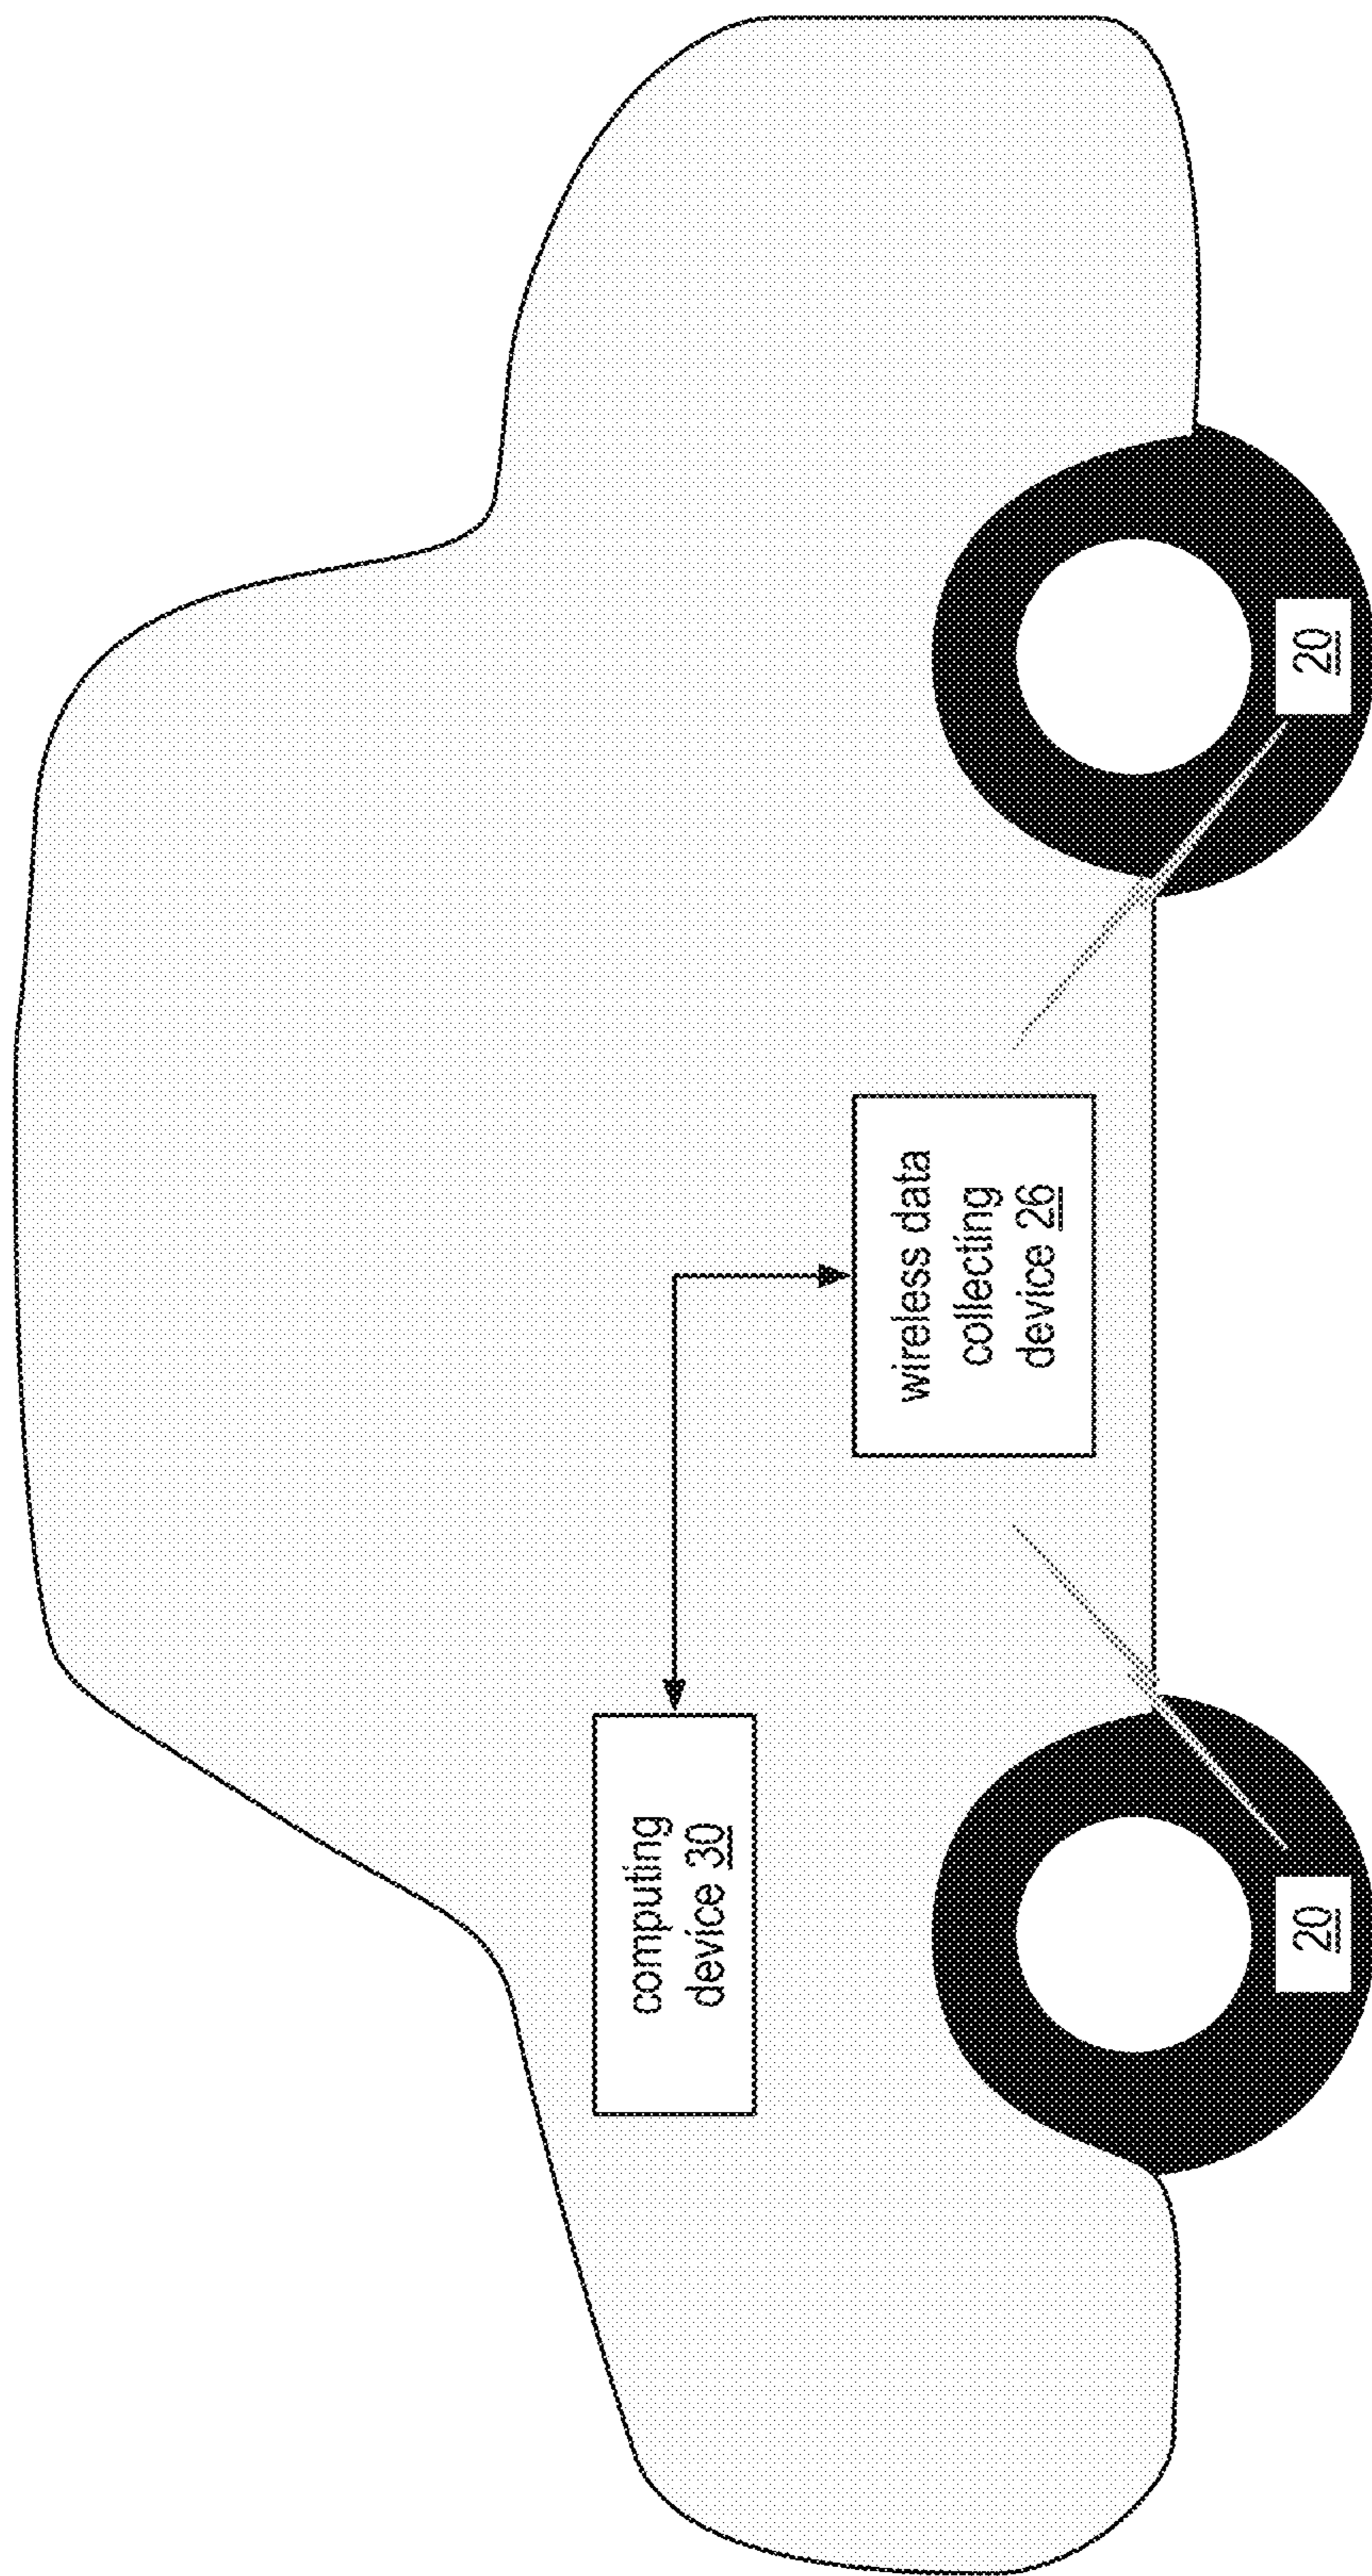 computing
device 30
wireless data
collecting
device 26
20
20